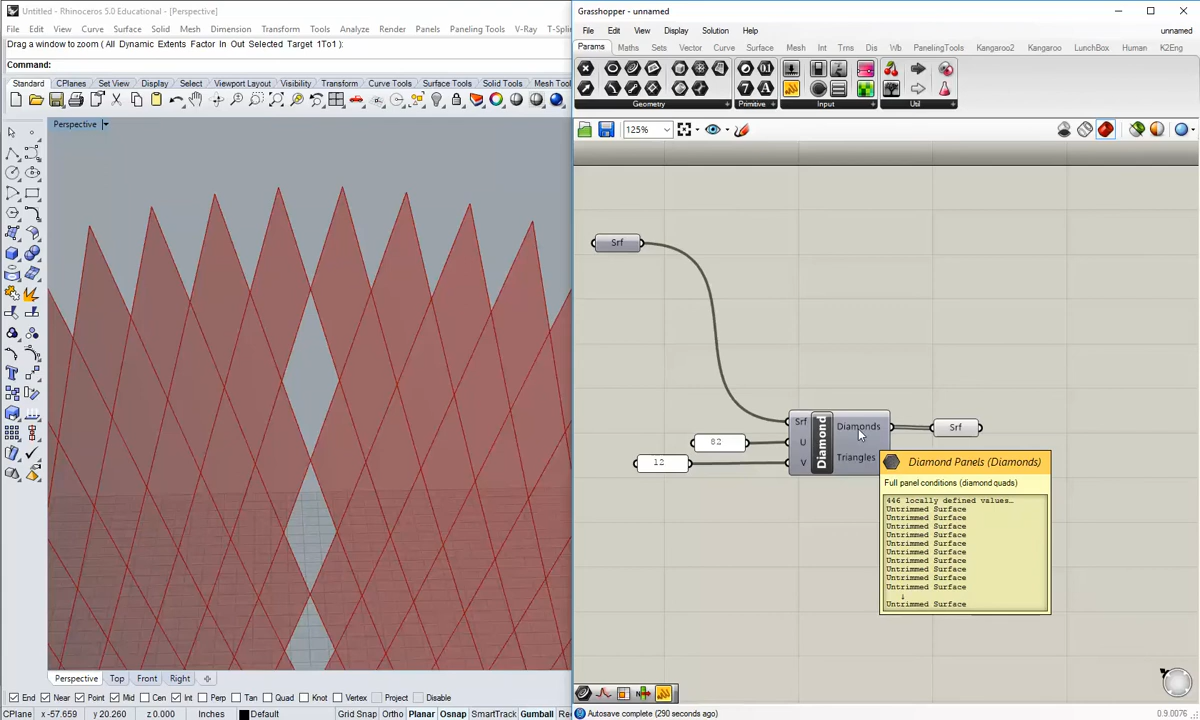 Untitled - Rhinoceros 5.0 Educational - [Perspective]
File Edit View Curve Surface Solid Mesh Dimension Transform Tools Analyze Render Panels V-Ray T-Spli
Drag a window to zoom ( All Dynamic Extents Factor In Out Selected Target 1To1 ):
Command:
Standard CPlanes Set View Display Select Viewport Layout Visibility Transform Curve Tools Surface Tools Solid Tools Mesh Too
Perspective
Perspective Top Front Right
End Near Point Mid Cen Int Perp Tan Quad Knot Vertex Project Disable
CPlane x -57.659 y 20.260 z 0.000 Inches Default Grid Snap Ortho Planar Osnap SmartTrack Gumball Re
Grasshopper - unnamed
File Edit View Display Solution Help unnamed
Params Maths Sets Vector Curve Surface Mesh Int Trns Dis Wb PanelingTools Kangaroo2 Kangaroo LunchBox Human K2Eng
Geometry Primitive Input Util
125%
Srf
Srf
U
V
Diamond
Diamonds
Triangles
82
12
Srf
Diamond Panels (Diamonds)
Full panel conditions (diamond quads)
446 locally defined values…
Untrimmed Surface
Untrimmed Surface
Untrimmed Surface
Untrimmed Surface
Untrimmed Surface
Untrimmed Surface
Untrimmed Surface
Untrimmed Surface
Untrimmed Surface
Untrimmed Surface
↓
Untrimmed Surface
Autosave complete (290 seconds ago)
0.9.0076